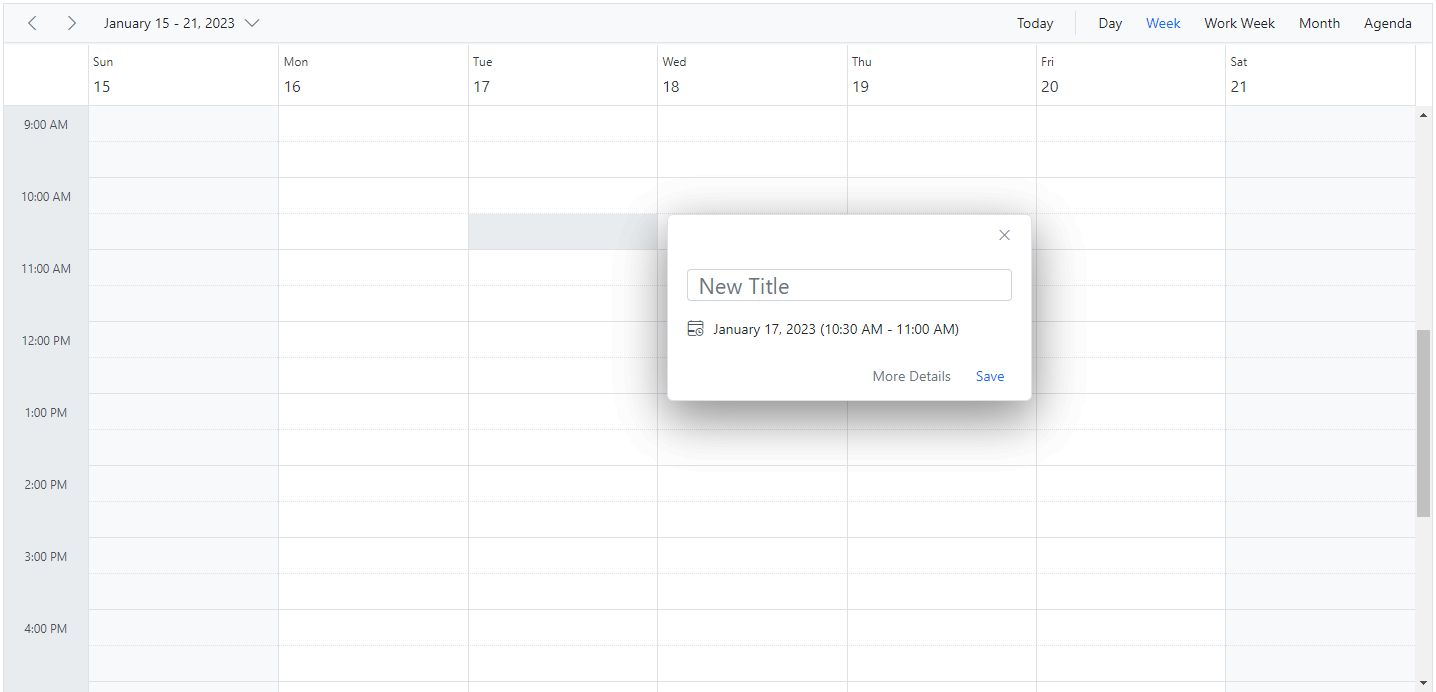 January 15 - 21, 2023 Today Day Week Work Week Month Agenda
Sun Mon Tue Wed Thu Fri Sat
15 16 17 18 19 20 21
9:00 AM
10:00 AM
11:00 AM
New Title
January 17, 2023 (10:30 AM - 11:00 AM)
12:00 PM
More Details Save
1:00 PM
2:00 PM
3:00 PM
4:00 PM